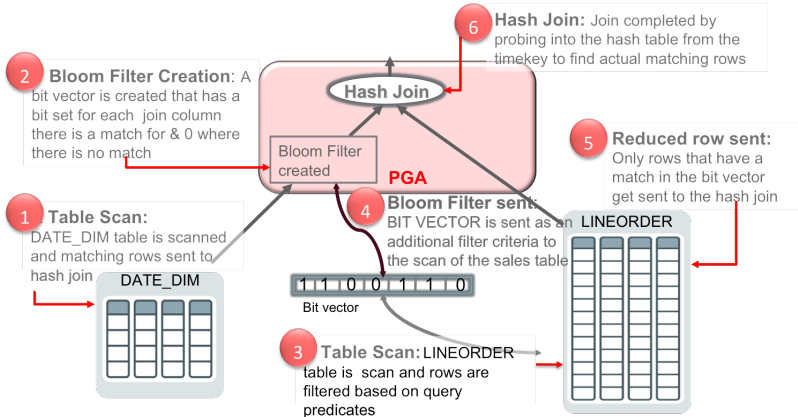 1
Table Scan:
DATE_DIM table is scanned
and matching rows sent to
hash join
DATE_DIM
2
Bloom Filter Creation: A
bit vector is created that has a
bit set for each join column
there is a match for & 0 where
there is no match
Bloom Filter
created
PGA
Hash Join
3
Table Scan: LINEORDER
table is scan and rows are
filtered based on query
predicates
1 1 0 0 1 1 0
Bit vector
4
Bloom Filter sent:
BIT VECTOR is sent as an
additional filter criteria to
the scan of the sales table
5
Reduced row sent:
Only rows that have a
match in the bit vector
get sent to the hash join
LINEORDER
6
Hash Join: Join completed by
probing into the hash table from the
timekey to find actual matching rows